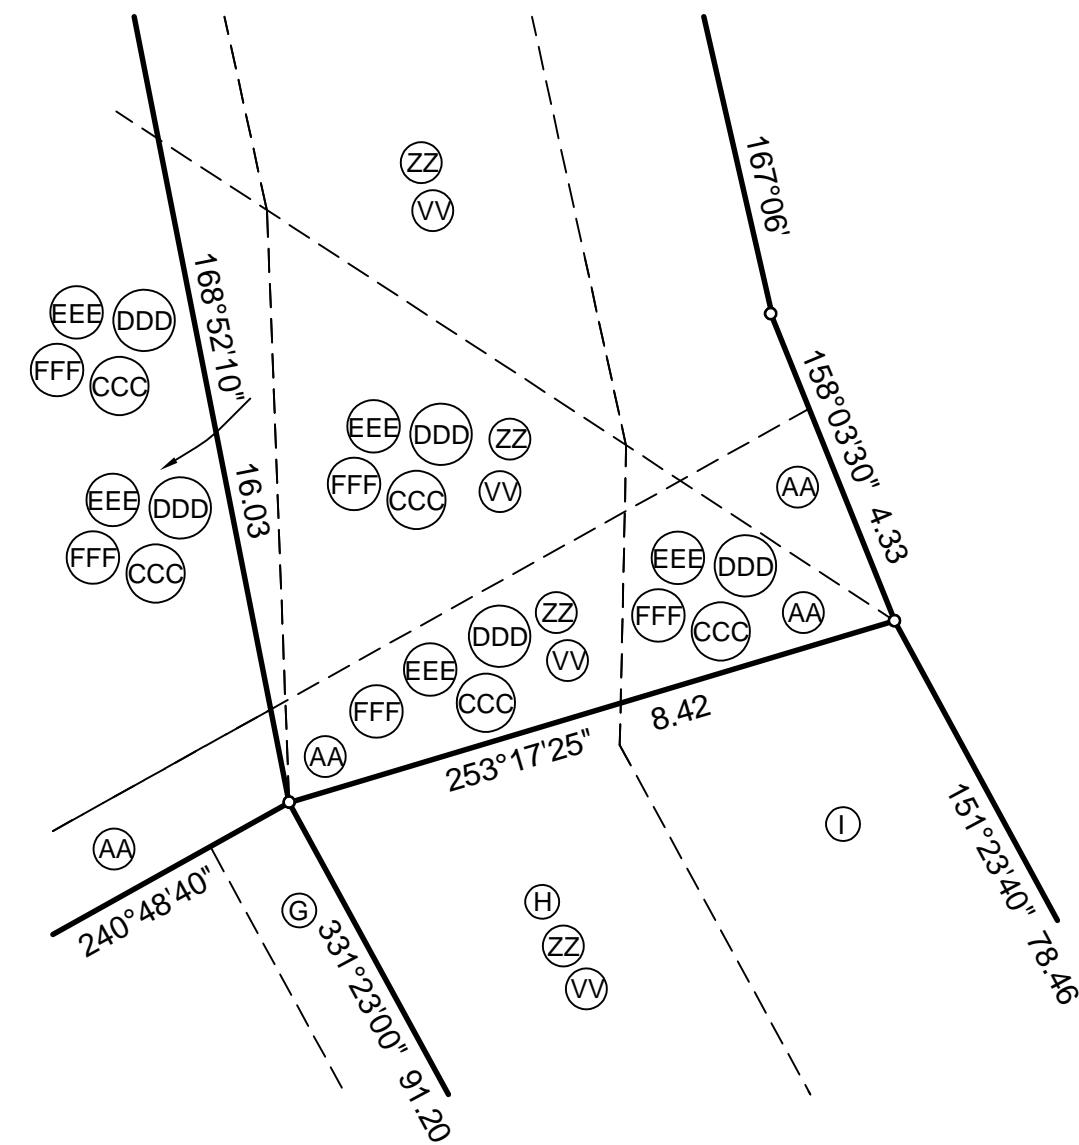 ZZ
VV
167°06'
168°52'10" 16.03
EEE DDD
FFF CCC
EEE DDD
FFF CCC
EEE DDD ZZ
FFF CCC VV
158°03'30" 4.33
AA
EEE DDD
FFF CCC AA
DDD ZZ
EEE VV
FFF CCC
AA
253°17'25" 8.42
AA
240°48'40"
G
331°23'00" 91.20
H
ZZ
VV
I
151°23'40" 78.46